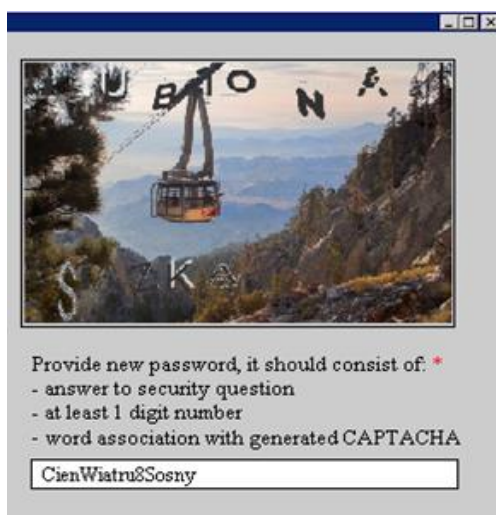 Provide new password, it should consist of: *
- answer to security question
- at least 1 digit number
- word association with generated CAPTACHA
CienWiatru8Sosny